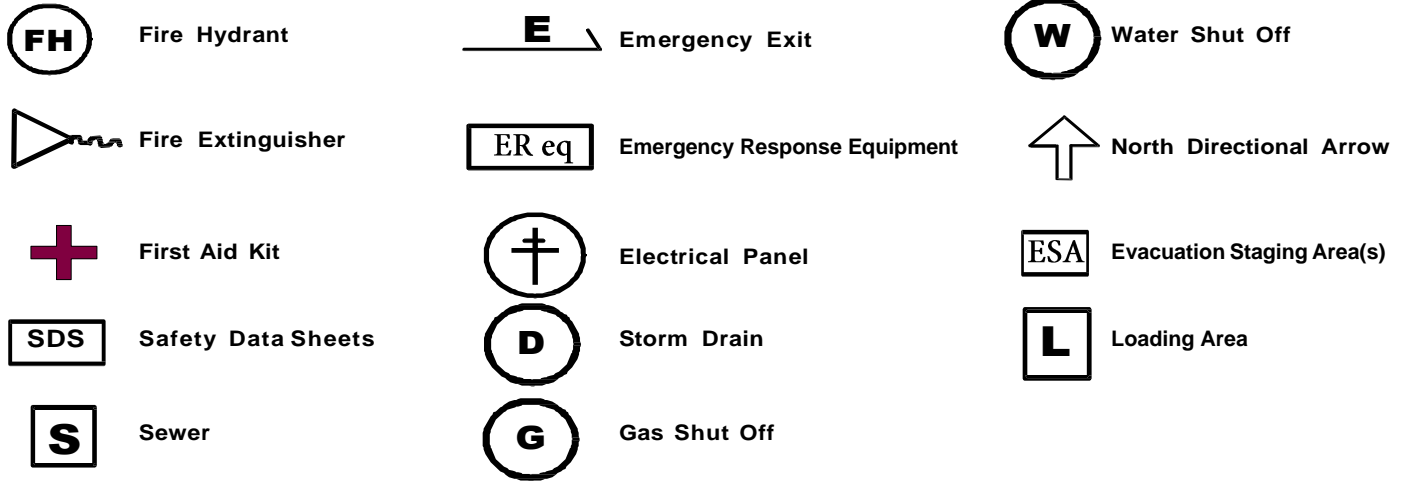 FH Fire Hydrant
E Emergency Exit
W Water Shut Off
Fire Extinguisher
ER eq Emergency Response Equipment
North Directional Arrow
First Aid Kit
Electrical Panel
ESA Evacuation Staging Area(s)
SDS Safety Data Sheets
D Storm Drain
L Loading Area
S Sewer
G Gas Shut Off